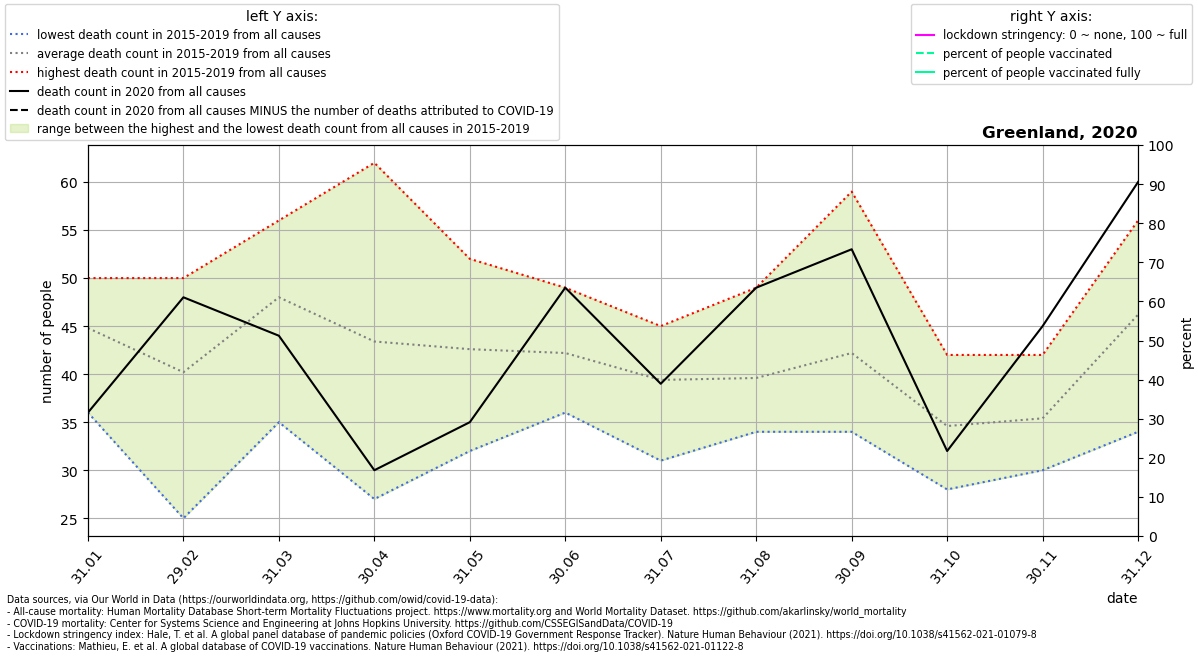 left Y axis:
lowest death count in 2015-2019 from all causes
average death count in 2015-2019 from all causes
highest death count in 2015-2019 from all causes
death count in 2020 from all causes
death count in 2020 from all causes MINUS the number of deaths attributed to COVID-19
range between the highest and the lowest death count from all causes in 2015-2019
right Y axis:
lockdown stringency: 0 ~ none, 100 ~ full
percent of people vaccinated
percent of people vaccinated fully
Greenland, 2020
number of people
60
55
50
45
40
35
30
25
100
90
80
70
60
50
40
30
20
10
0
percent
31.01
29.02
31.03
30.04
31.05
30.06
31.07
31.08
30.09
31.10
30.11
31.12
date
Data sources, via Our World in Data (https://ourworldindata.org, https://github.com/owid/covid-19-data):
- All-cause mortality: Human Mortality Database Short-term Mortality Fluctuations project. https://www.mortality.org and World Mortality Dataset. https://github.com/akarlinsky/world_mortality
- COVID-19 mortality: Center for Systems Science and Engineering at Johns Hopkins University. https://github.com/CSSEGISandData/COVID-19
- Lockdown stringency index: Hale, T. et al. A global panel database of pandemic policies (Oxford COVID-19 Government Response Tracker). Nature Human Behaviour (2021). https://doi.org/10.1038/s41562-021-01079-8
- Vaccinations: Mathieu, E. et al. A global database of COVID-19 vaccinations. Nature Human Behaviour (2021). https://doi.org/10.1038/s41562-021-01122-8